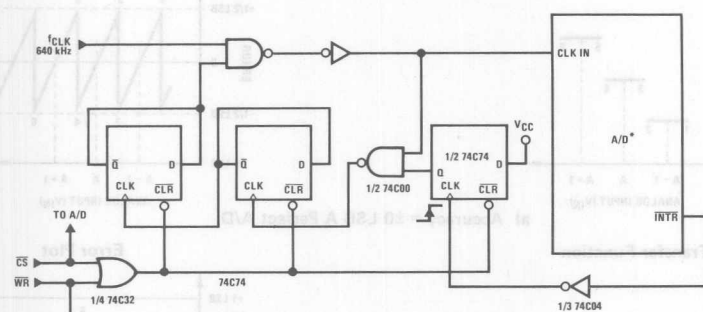 fCLK
640 kHz
CLK IN
A/D*
INTR
VCC
1/2 74C74
D
Q
CLK
CLR
1/2 74C00
Q
D
CLK
CLR
Q
D
CLK
CLR
TO A/D
CS
WR
1/4 74C32
74C74
1/3 74C04